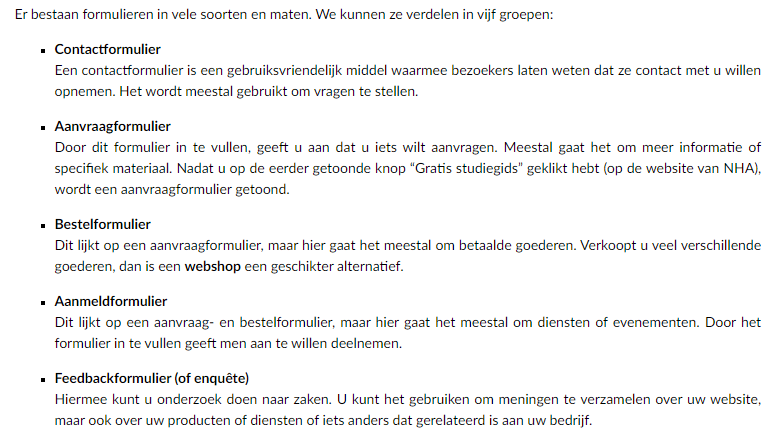 Er bestaan formulieren in vele soorten en maten. We kunnen ze verdelen in vijf groepen:
▪ Contactformulier
Een contactformulier is een gebruiksvriendelijk middel waarmee bezoekers laten weten dat ze contact met u willen
opnemen. Het wordt meestal gebruikt om vragen te stellen.
▪ Aanvraagformulier
Door dit formulier in te vullen, geeft u aan dat u iets wilt aanvragen. Meestal gaat het om meer informatie of
specifiek materiaal. Nadat u op de eerder getoonde knop “Gratis studiegids” geklikt hebt (op de website van NHA),
wordt een aanvraagformulier getoond.
▪ Bestelformulier
Dit lijkt op een aanvraagformulier, maar hier gaat het meestal om betaalde goederen. Verkoopt u veel verschillende
goederen, dan is een webshop een geschikter alternatief.
▪ Aanmeldformulier
Dit lijkt op een aanvraag- en bestelformulier, maar hier gaat het meestal om diensten of evenementen. Door het
formulier in te vullen geeft men aan te willen deelnemen.
▪ Feedbackformulier (of enquête)
Hiermee kunt u onderzoek doen naar zaken. U kunt het gebruiken om meningen te verzamelen over uw website,
maar ook over uw producten of diensten of iets anders dat gerelateerd is aan uw bedrijf.